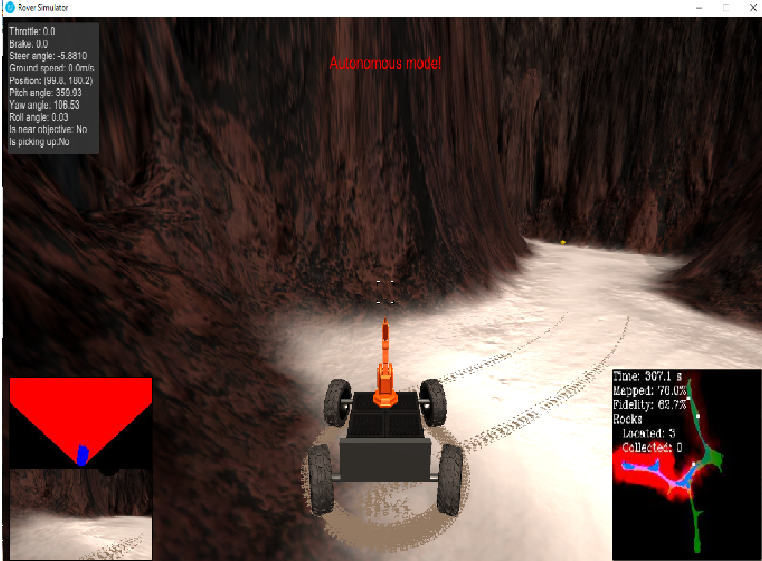 Rover Simulator
Throttle: 0.0
Brake: 0.0
Steer angle: -5.8810
Ground speed: 0.0m/s
Position: (99.8, 180.2)
Pitch angle: 359.93
Yaw angle: 106.53
Roll angle: 0.03
Is near objective: No
Is picking up:No
Autonomous mode!
Time: 307.1 s
Mapped: 76.0%
Fidelity: 62.7%
Rocks
Located: 3
Collected: 0